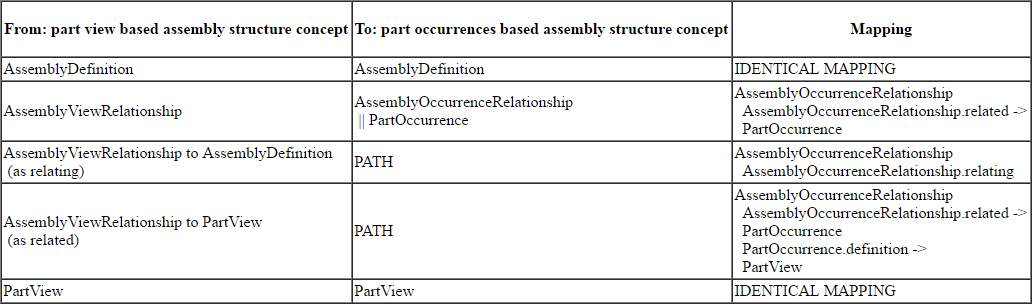 From: part view based assembly structure concept
To: part occurrences based assembly structure concept
Mapping
AssemblyDefinition
AssemblyDefinition
IDENTICAL MAPPING
AssemblyViewRelationship
AssemblyOccurrenceRelationship
|| PartOccurrence
AssemblyOccurrenceRelationship
AssemblyOccurrenceRelationship.related ->
PartOccurrence
AssemblyViewRelationship to AssemblyDefinition
(as relating)
PATH
AssemblyOccurrenceRelationship
AssemblyOccurrenceRelationship.relating
AssemblyViewRelationship to PartView
(as related)
PATH
AssemblyOccurrenceRelationship
AssemblyOccurrenceRelationship.related ->
PartOccurrence
PartOccurrence.definition ->
PartView
PartView
PartView
IDENTICAL MAPPING